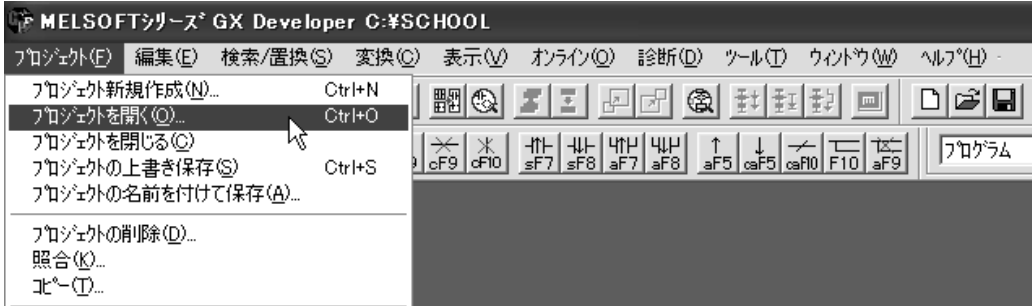 MELSOFTｼﾘｰｽﾞ GX Developer C:¥SCHOOL
ﾌﾟﾛｼﾞｪｸﾄ(F) 編集(E) 検索/置換(S) 変換(C) 表示(V) ｵﾝﾗｲﾝ(O) 診断(D) ﾂｰﾙ(T) ｳｨﾝﾄﾞｳ(W) ﾍﾙﾌﾟ(H)
ﾌﾟﾛｼﾞｪｸﾄ新規作成(N)... Ctrl+N
ﾌﾟﾛｼﾞｪｸﾄを開く(O)... Ctrl+O
ﾌﾟﾛｼﾞｪｸﾄを閉じる(C)
ﾌﾟﾛｼﾞｪｸﾄの上書き保存(S) Ctrl+S
ﾌﾟﾛｼﾞｪｸﾄの名前を付けて保存(A)...
ﾌﾟﾛｼﾞｪｸﾄの削除(D)...
照合(K)...
ｺﾋﾟｰ(T)...
cF9 cF10 sF7 sF8 aF7 aF8 aF5 caF5 caF10 F10 aF9
ﾌﾟﾛｸﾞﾗﾑ